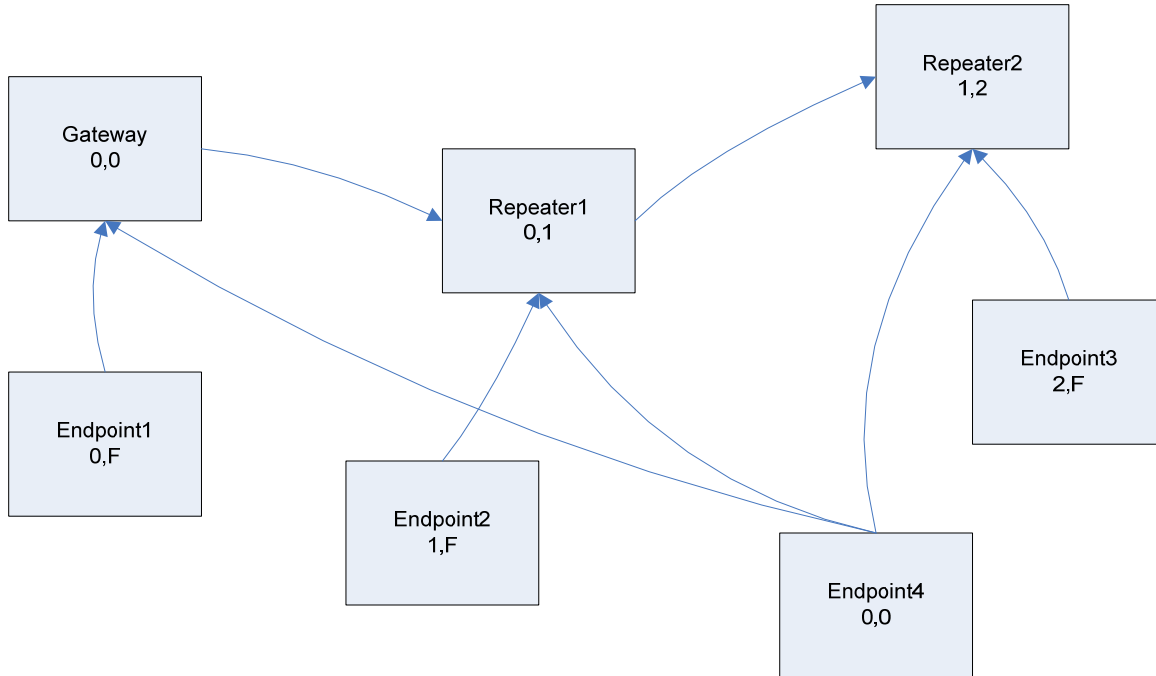 Repeater2
1,2
Gateway
0,0
Repeater1
0,1
Endpoint3
2,F
Endpoint1
0,F
Endpoint2
1,F
Endpoint4
0,0